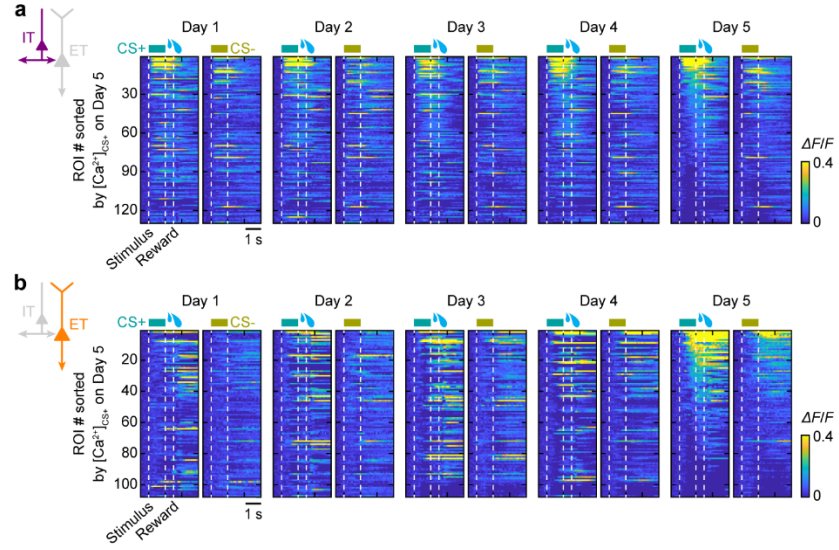 a
IT
ET
Day 1
Day 2
Day 3
Day 4
Day 5
CS+
CS-
ROI # sorted
by [Ca²⁺]CS+ on Day 5
30
60
90
120
Stimulus
Reward
1 s
ΔF/F
0.4
0
b
IT
ET
Day 1
Day 2
Day 3
Day 4
Day 5
CS+
CS-
ROI # sorted
by [Ca²⁺]CS+ on Day 5
20
40
60
80
100
Stimulus
Reward
1 s
ΔF/F
0.4
0